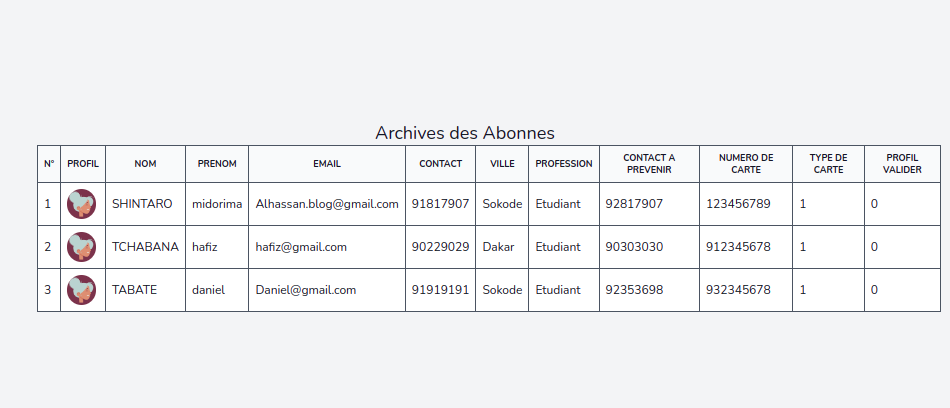 Archives des Abonnes
N° PROFIL NOM PRENOM EMAIL CONTACT VILLE PROFESSION CONTACT A PREVENIR NUMERO DE CARTE TYPE DE CARTE PROFIL VALIDER
1 SHINTARO midorima Alhassan.blog@gmail.com 91817907 Sokode Etudiant 92817907 123456789 1 0
2 TCHABANA hafiz hafiz@gmail.com 90229029 Dakar Etudiant 90303030 912345678 1 0
3 TABATE daniel Daniel@gmail.com 91919191 Sokode Etudiant 92353698 932345678 1 0